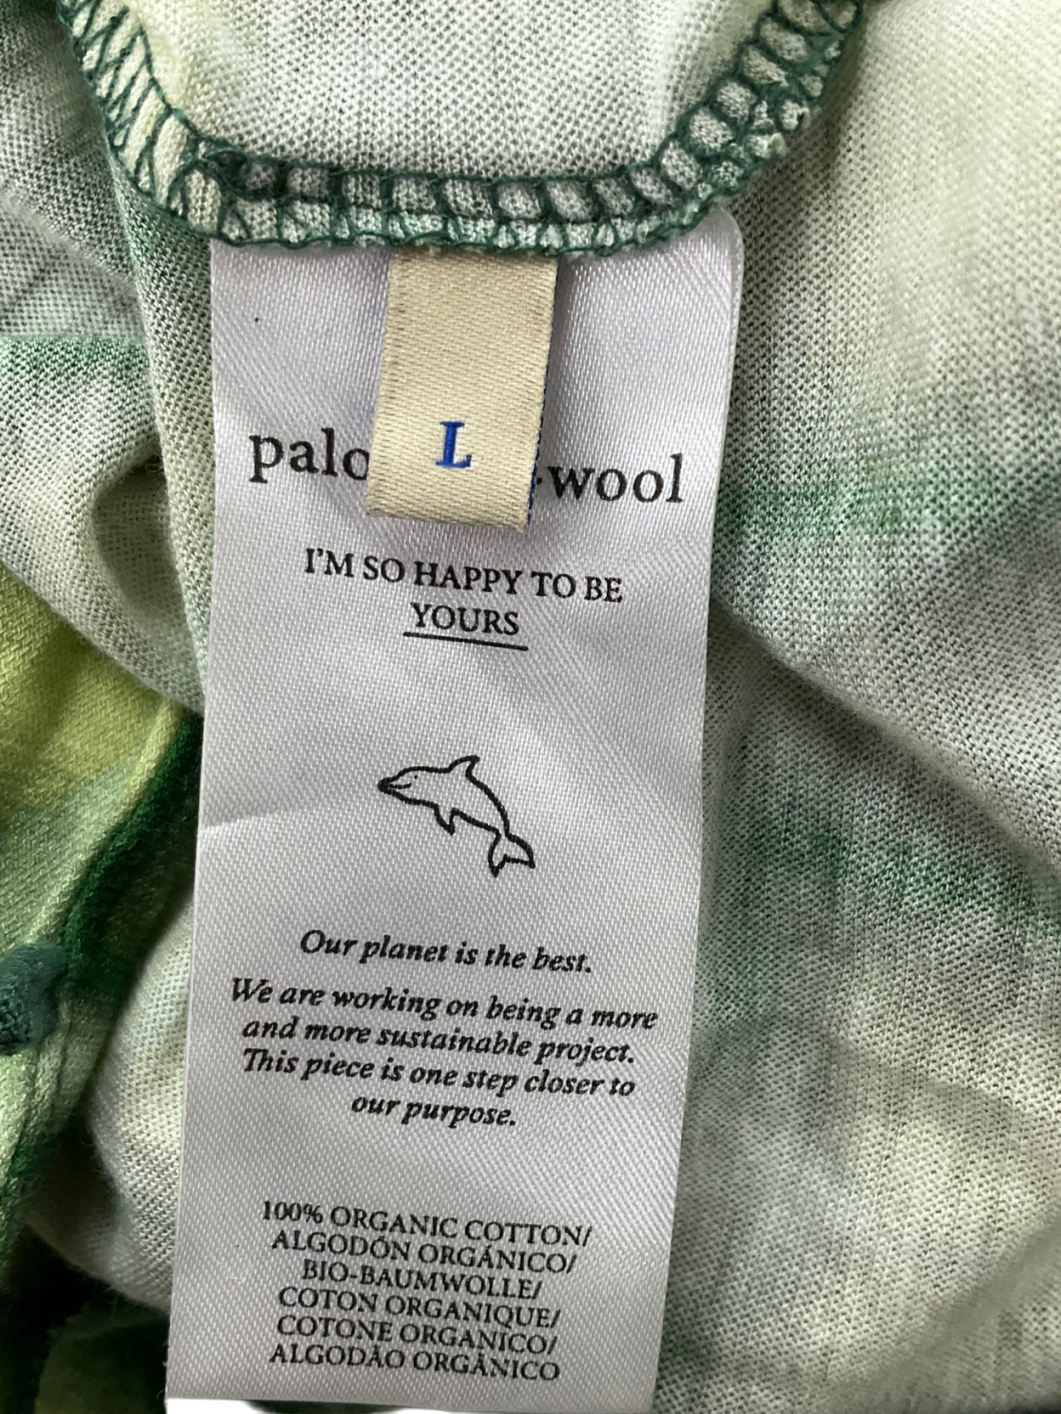 L
palo wool
I'M SO HAPPY TO BE
YOURS
Our planet is the best.
We are working on being a more
and more sustainable project.
This piece is one step closer to
our purpose.
100% ORGANIC COTTON/
ALGODÓN ORGÁNICO/
BIO-BAUMWOLLE/
COTON ORGANIQUE/
COTONE ORGANICO/
ALGODÃO ORGÂNICO